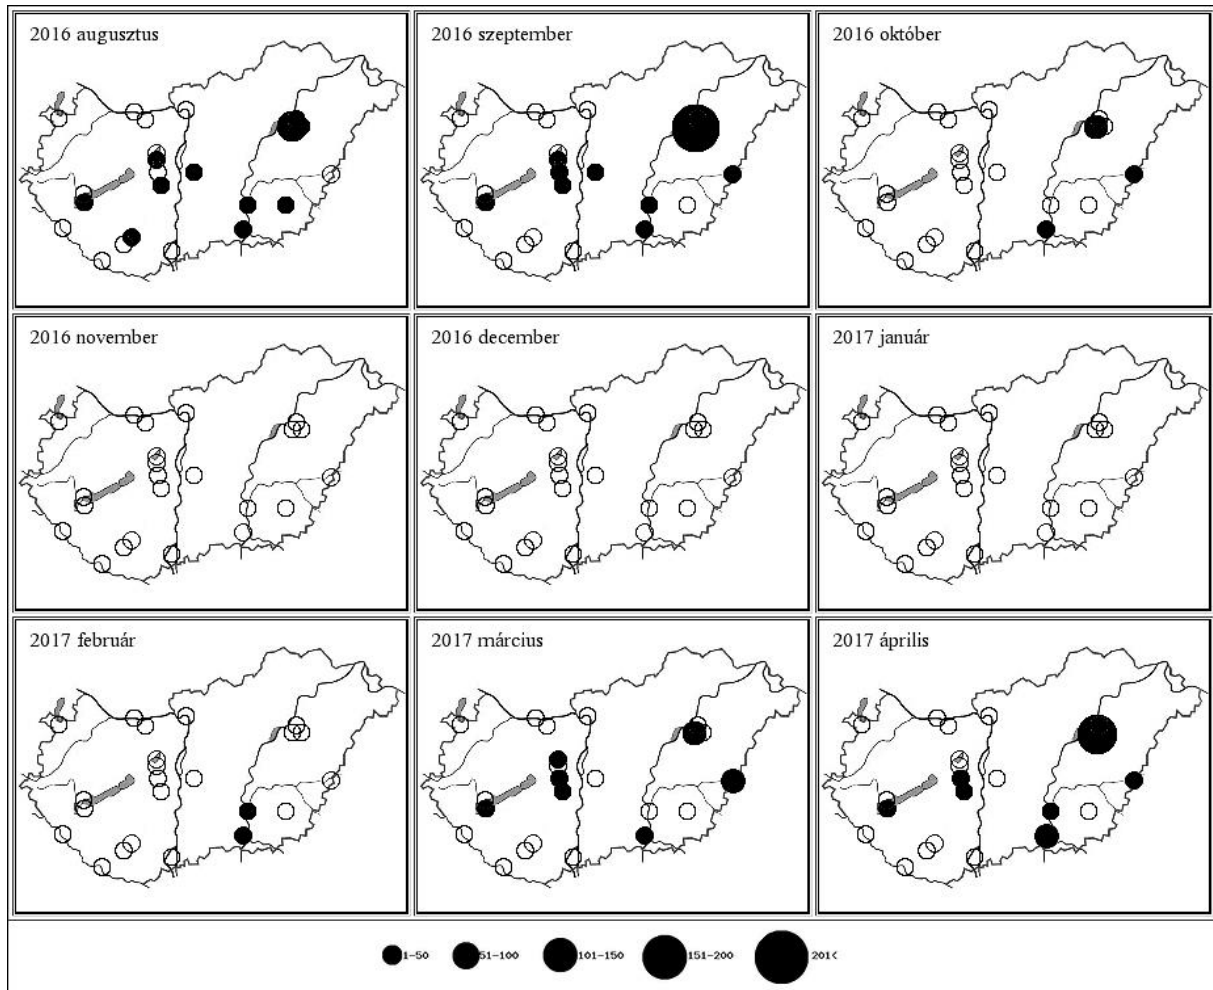 2016 augusztus
2016 szeptember
2016 október
2016 november
2016 december
2017 január
2017 február
2017 március
2017 április
1-50
51-100
101-150
151-200
201<